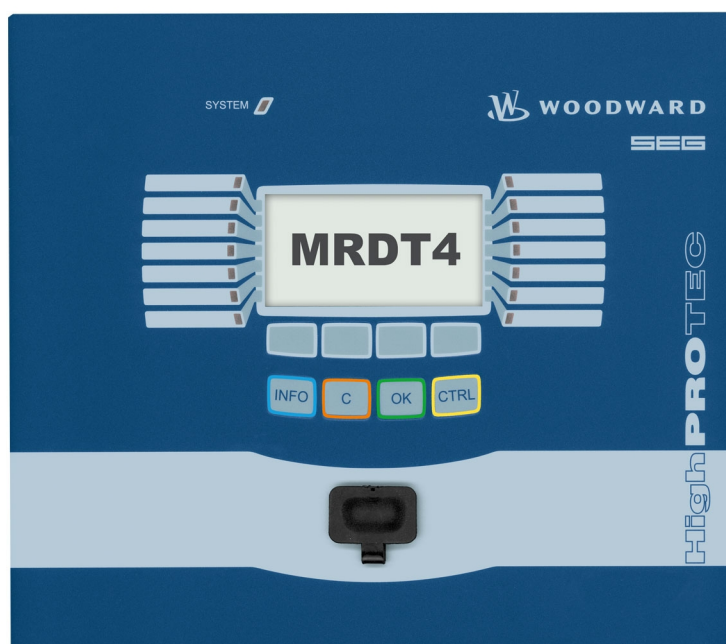 SYSTEM
W WOODWARD
SEG
MRDT4
INFO
C
OK
CTRL
HighPROTEC